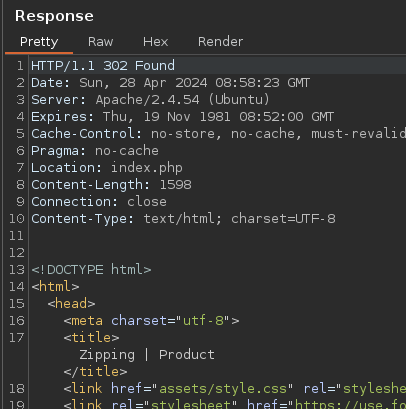 Response
Pretty Raw Hex Render
1 HTTP/1.1 302 Found
2 Date: Sun, 28 Apr 2024 08:58:23 GMT
3 Server: Apache/2.4.54 (Ubuntu)
4 Expires: Thu, 19 Nov 1981 08:52:00 GMT
5 Cache-Control: no-store, no-cache, must-revalid
6 Pragma: no-cache
7 Location: index.php
8 Content-Length: 1598
9 Connection: close
10 Content-Type: text/html; charset=UTF-8
11
12
13 <!DOCTYPE html>
14 <html>
15 <head>
16 <meta charset="utf-8">
17 <title>
Zipping | Product
</title>
18 <link href="assets/style.css" rel="styleshe
19 <link rel="stylesheet" href="https://use.fo